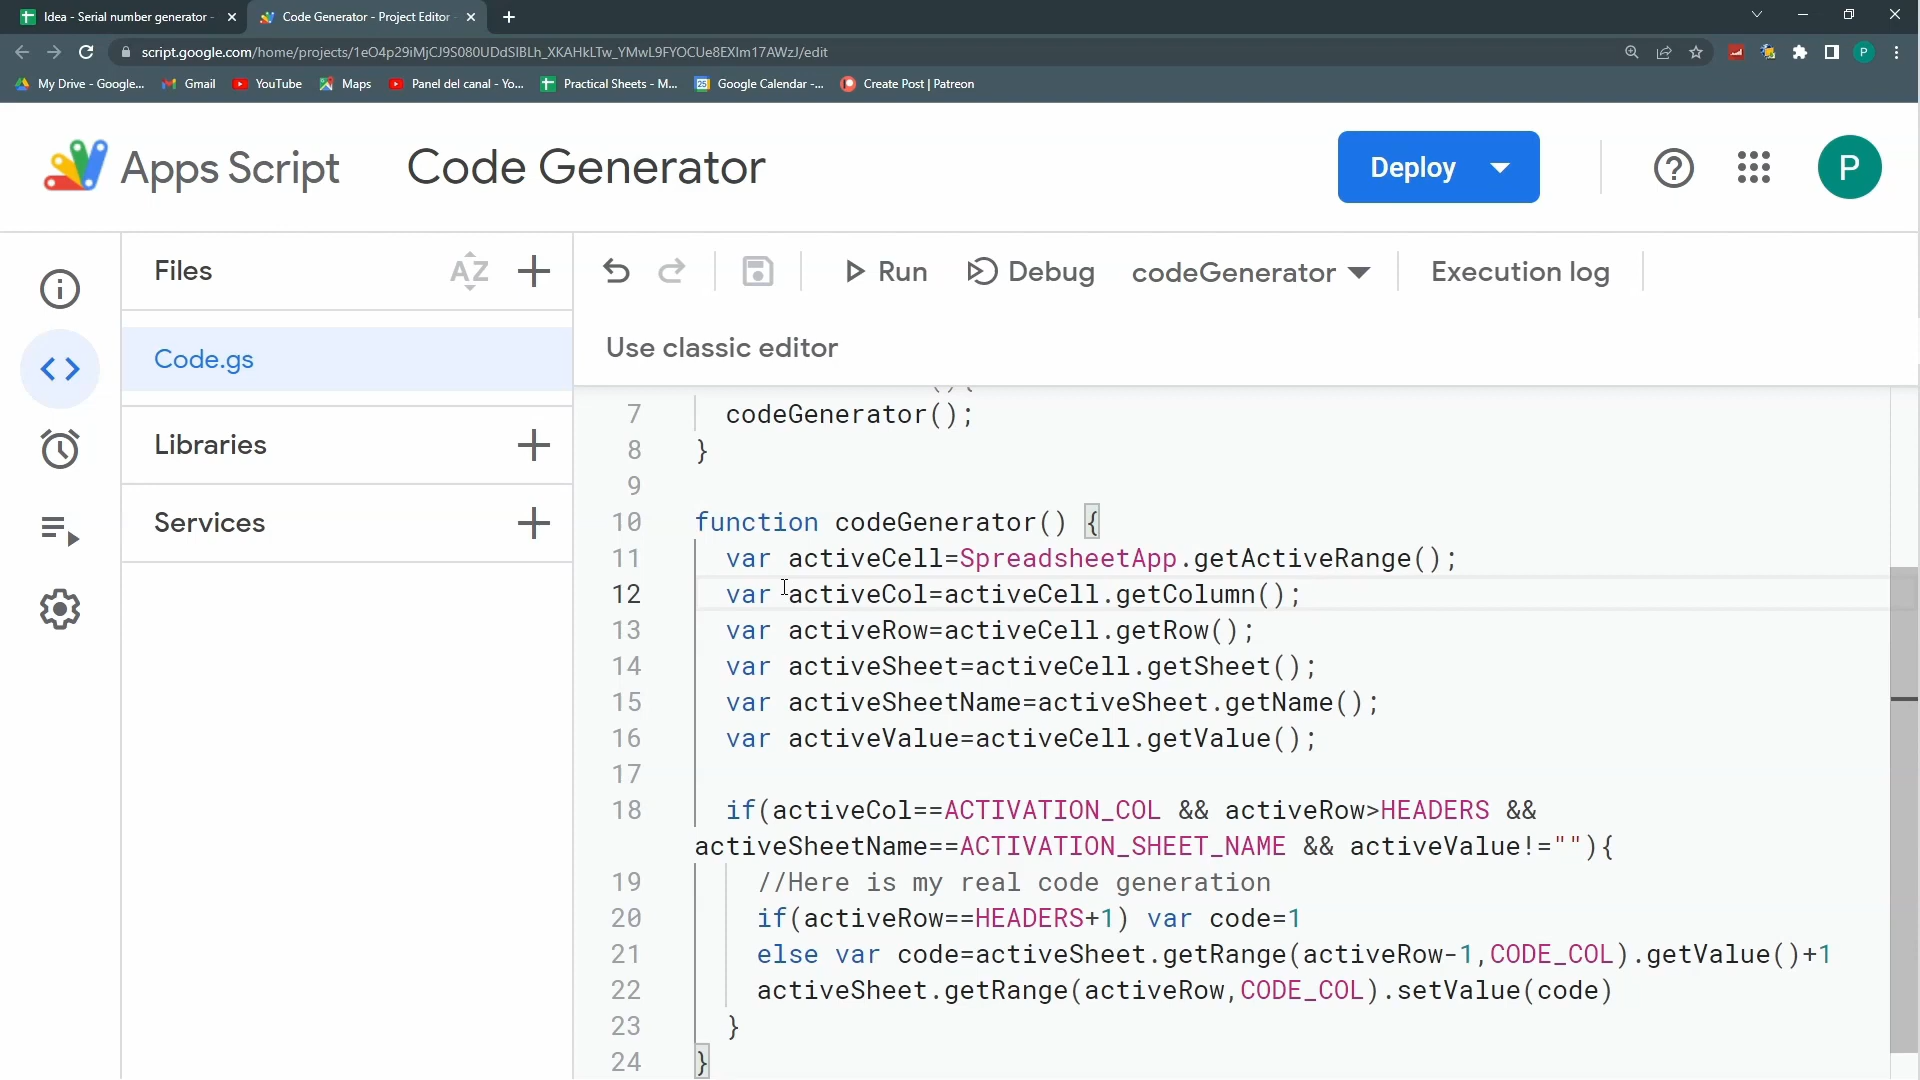 Idea - Serial number generator -
Code Generator - Project Editor
script.google.com/home/projects/1eO4p29iMjCJ9S080UDdSIBLh_XKAHkLTw_YMwL9FYOCUe8EXIm17AWzJ/edit
P
My Drive - Google...
Gmail
YouTube
Maps
Panel del canal - Yo...
Practical Sheets - M...
Google Calendar -...
Create Post | Patreon
Apps Script
Code Generator
Deploy
P
Files
AZ
Run
Debug
codeGenerator
Execution log
Use classic editor
Code.gs
Libraries
Services
7 codeGenerator();
8 }
9
10 function codeGenerator() {
11 var activeCell=SpreadsheetApp.getActiveRange();
12 var activeCol=activeCell.getColumn();
13 var activeRow=activeCell.getRow();
14 var activeSheet=activeCell.getSheet();
15 var activeSheetName=activeSheet.getName();
16 var activeValue=activeCell.getValue();
17
18 if(activeCol==ACTIVATION_COL && activeRow>HEADERS &&
activeSheetName==ACTIVATION_SHEET_NAME && activeValue!=""){
19 //Here is my real code generation
20 if(activeRow==HEADERS+1) var code=1
21 else var code=activeSheet.getRange(activeRow-1,CODE_COL).getValue()+1
22 activeSheet.getRange(activeRow,CODE_COL).setValue(code)
23 }
24 }